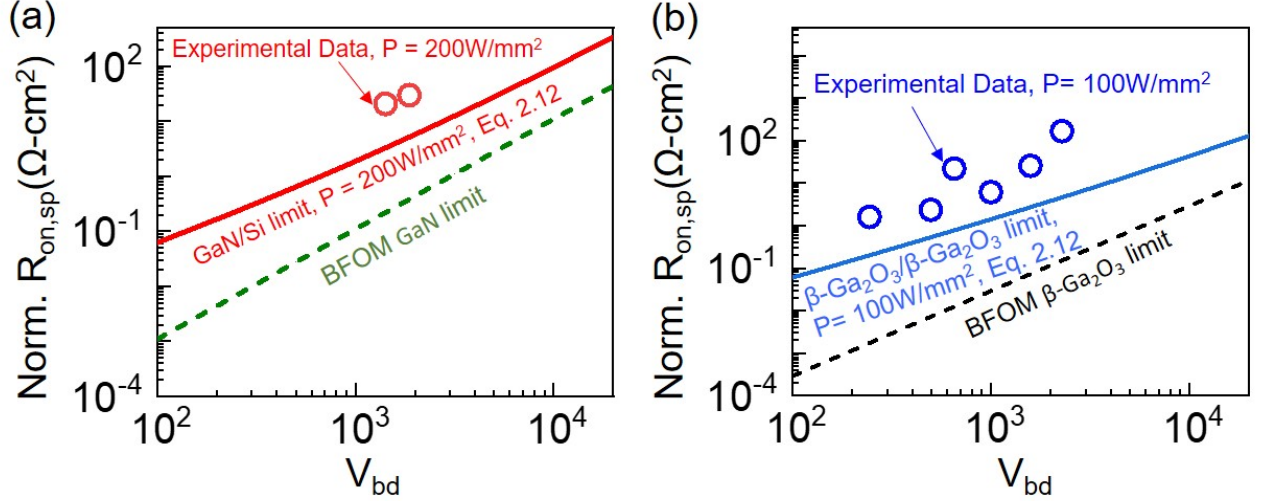 (a)
Experimental Data, P = 200W/mm²
GaN/Si limit, P = 200W/mm², Eq. 2.12
BFOM GaN limit
Norm. Rₒₙ,ₛₚ(Ω-cm²)
10²
10⁻¹
10⁻⁴
10²
10³
10⁴
V_bd
(b)
Experimental Data, P= 100W/mm²
β-Ga₂O₃/β-Ga₂O₃ limit,
P= 100W/mm², Eq. 2.12
BFOM β-Ga₂O₃ limit
Norm. Rₒₙ,ₛₚ(Ω-cm²)
10²
10⁻¹
10⁻⁴
10²
10³
10⁴
V_bd